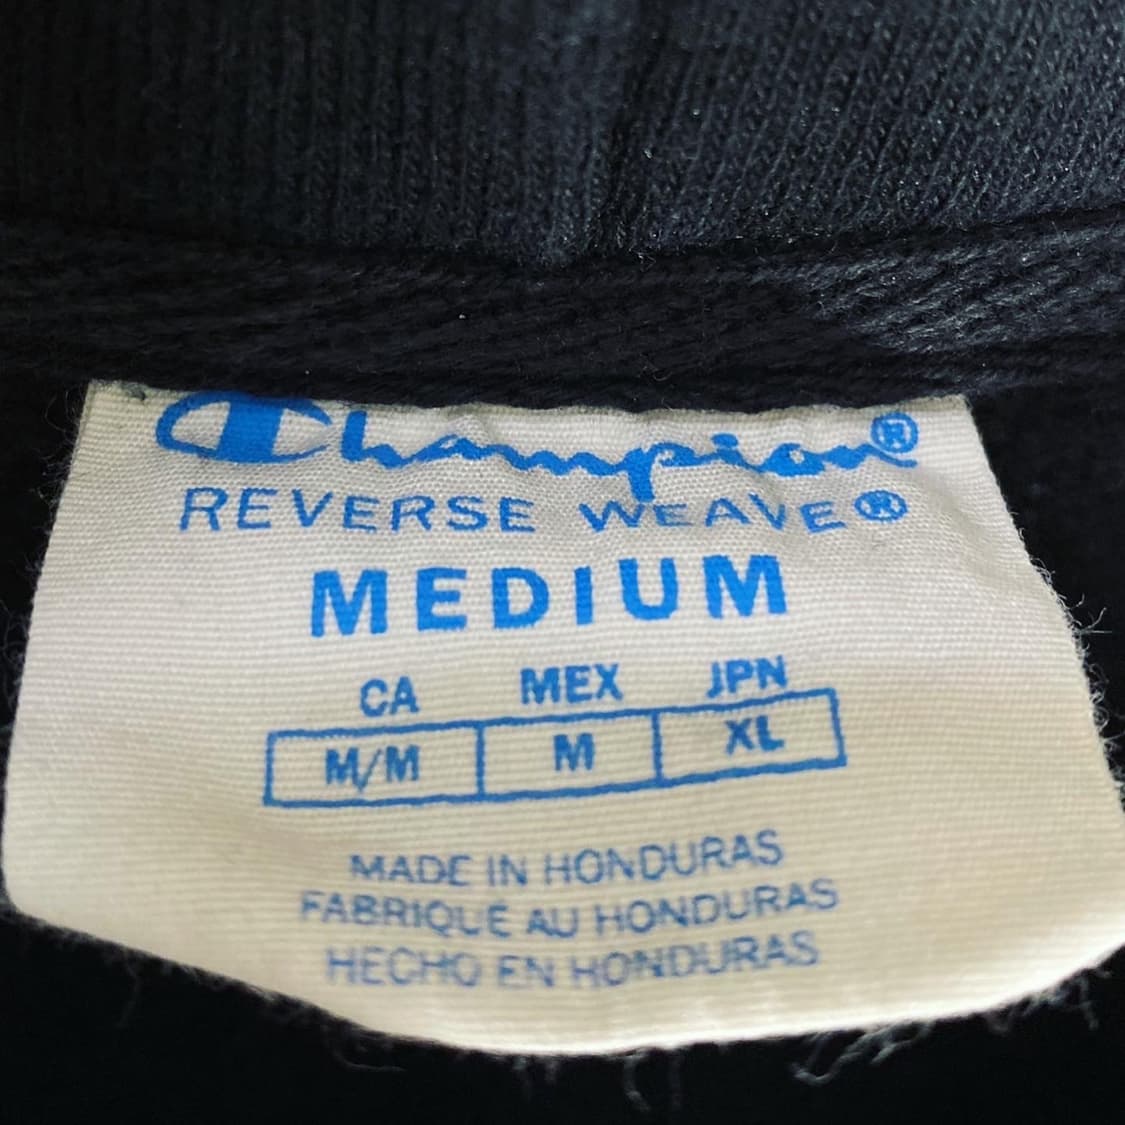 Champion®
REVERSE WEAVE®
MEDIUM
CA MEX JPN
M/M M XL
MADE IN HONDURAS
FABRIQUE AU HONDURAS
HECHO EN HONDURAS